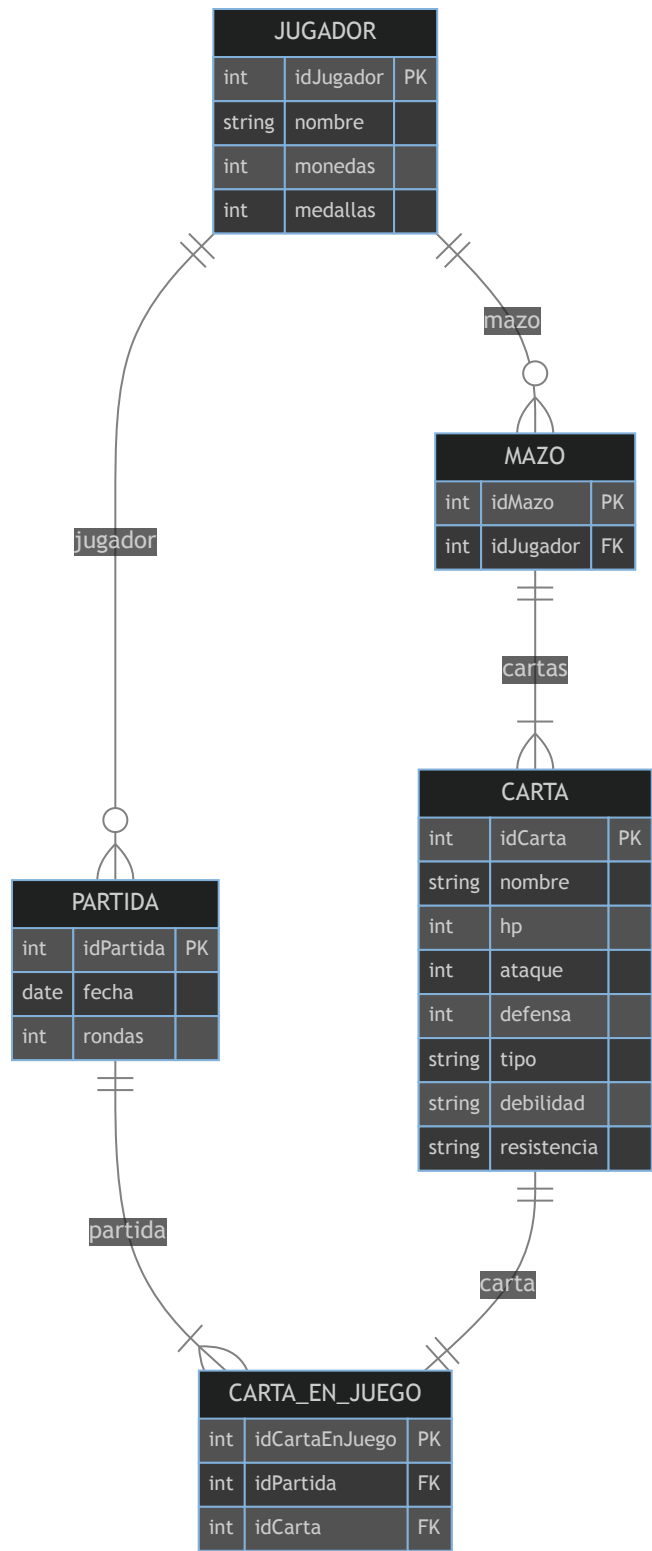 JUGADOR
int idJugador PK
string nombre
int monedas
int medallas
mazo
MAZO
int idMazo PK
int idJugador FK
jugador
cartas
CARTA
int idCarta PK
string nombre
int hp
int ataque
int defensa
string tipo
string debilidad
string resistencia
PARTIDA
int idPartida PK
date fecha
int rondas
partida
carta
CARTA_EN_JUEGO
int idCartaEnJuego PK
int idPartida FK
int idCarta FK